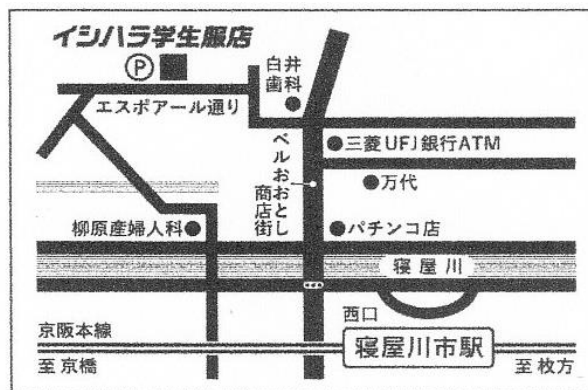 イシハラ学生服店
Ⓟ
白井
歯科
エスポアール通り
三菱UFJ銀行ATM
ベルおおとし
商店街
万代
柳原産婦人科
パチンコ店
寝屋川
西口
京阪本線
寝屋川市駅
至京橋
至枚方